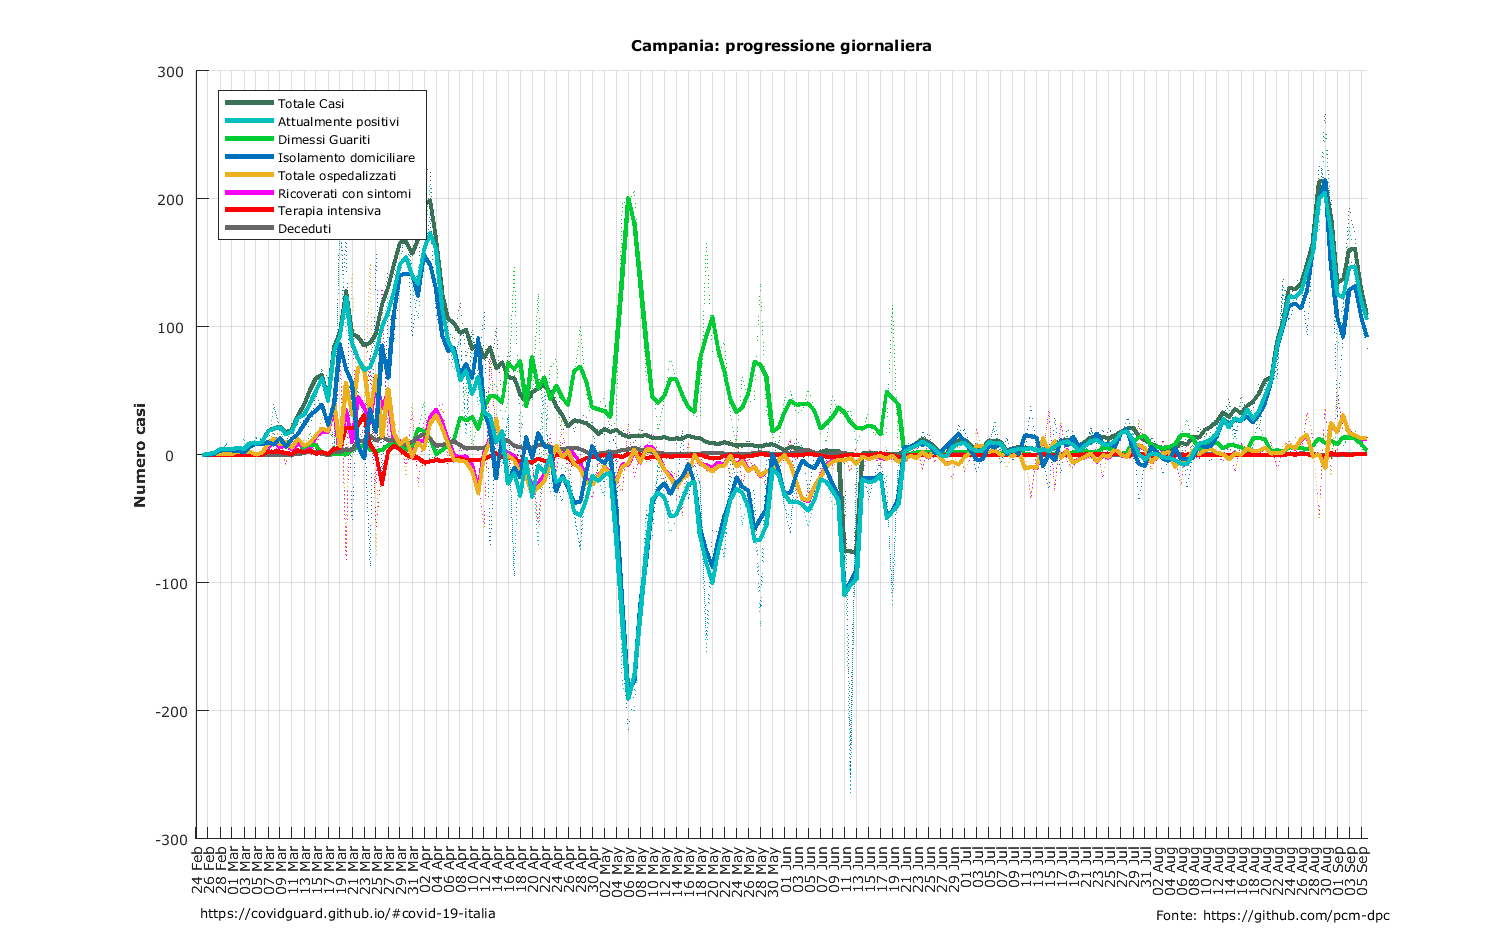 Campania: progressione giornaliera
300
200
100
0
-100
-200
-300
Numero casi
Totale Casi
Attualmente positivi
Dimessi Guariti
Isolamento domiciliare
Totale ospedalizzati
Ricoverati con sintomi
Terapia intensiva
Deceduti
24 Feb
26 Feb
28 Feb
01 Mar
03 Mar
05 Mar
07 Mar
09 Mar
11 Mar
13 Mar
15 Mar
17 Mar
19 Mar
21 Mar
23 Mar
25 Mar
27 Mar
29 Mar
31 Mar
02 Apr
04 Apr
06 Apr
08 Apr
10 Apr
12 Apr
14 Apr
16 Apr
18 Apr
20 Apr
22 Apr
24 Apr
26 Apr
28 Apr
30 Apr
02 May
04 May
06 May
08 May
10 May
12 May
14 May
16 May
18 May
20 May
22 May
24 May
26 May
28 May
30 May
01 Jun
03 Jun
05 Jun
07 Jun
09 Jun
11 Jun
13 Jun
15 Jun
17 Jun
19 Jun
21 Jun
23 Jun
25 Jun
27 Jun
29 Jun
01 Jul
03 Jul
05 Jul
07 Jul
09 Jul
11 Jul
13 Jul
15 Jul
17 Jul
19 Jul
21 Jul
23 Jul
25 Jul
27 Jul
29 Jul
31 Jul
02 Aug
04 Aug
06 Aug
08 Aug
10 Aug
12 Aug
14 Aug
16 Aug
18 Aug
20 Aug
22 Aug
24 Aug
26 Aug
28 Aug
30 Aug
01 Sep
03 Sep
05 Sep
https://covidguard.github.io/#covid-19-italia
Fonte: https://github.com/pcm-dpc